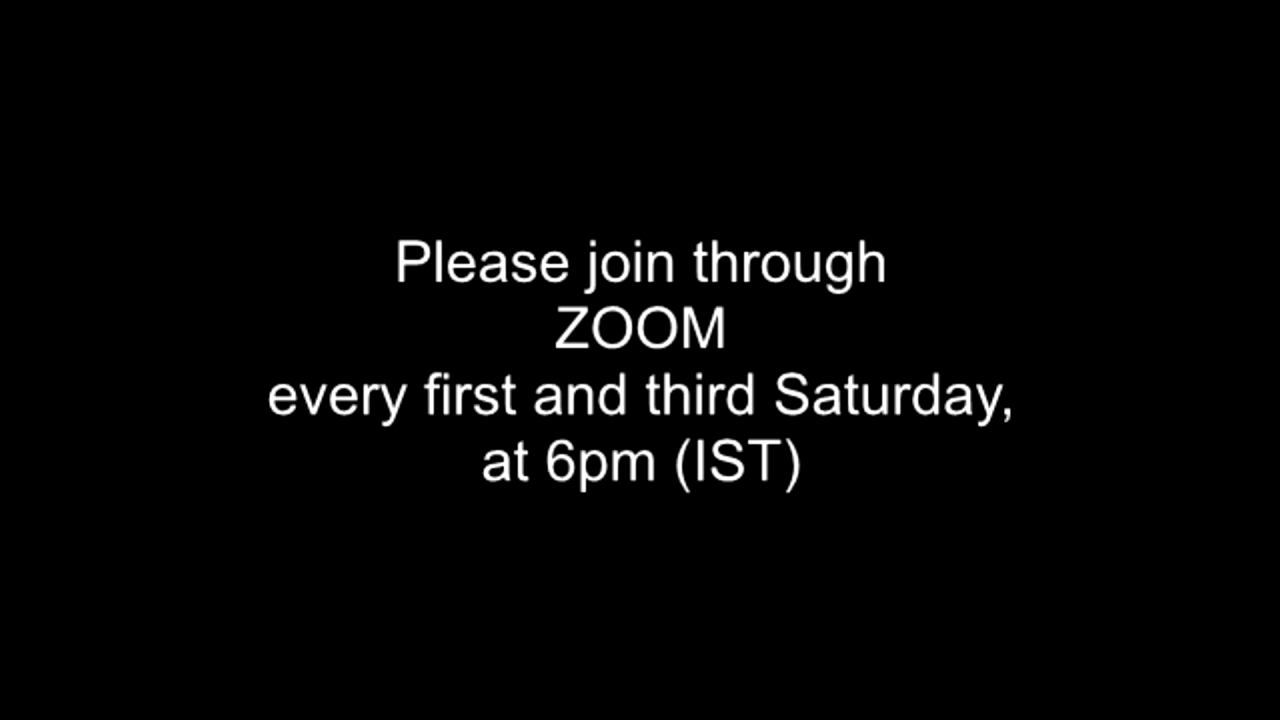 Please join through
ZOOM
every first and third Saturday,
at 6pm (IST)